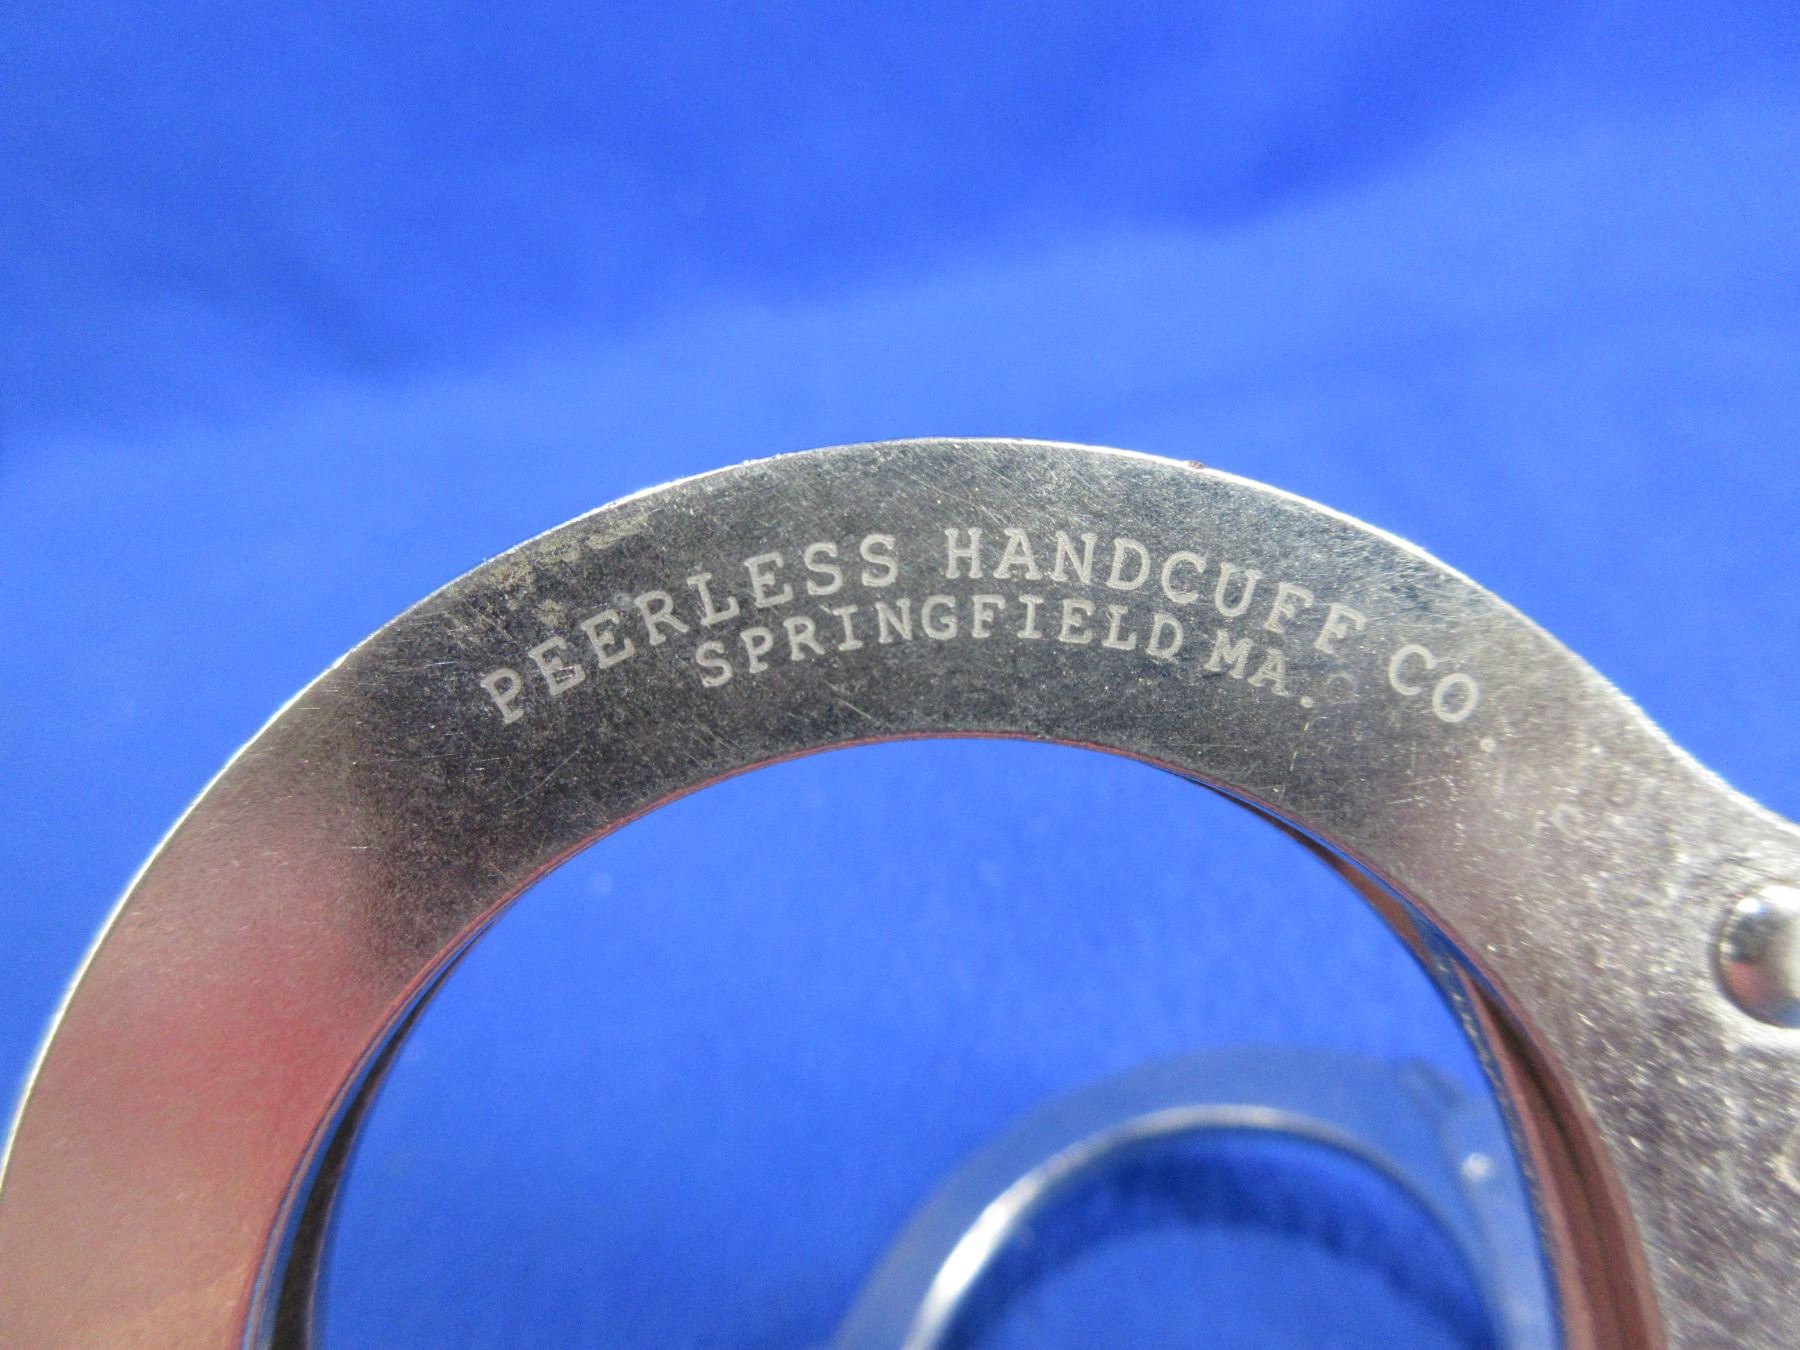 PEERLESS HANDCUFF CO.
SPRINGFIELD MA.